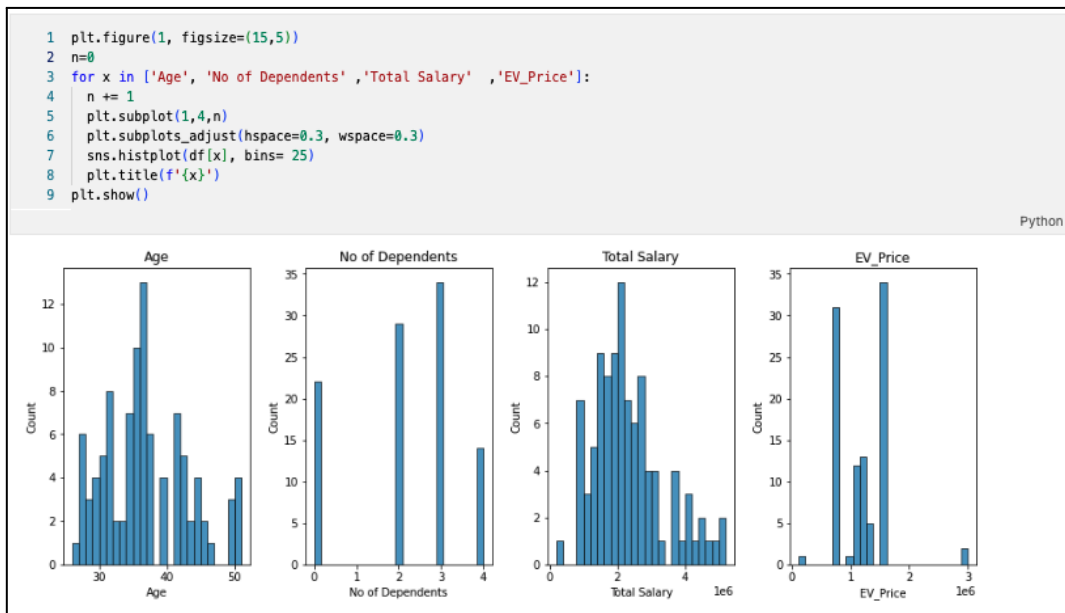 1 plt.figure(1, figsize=(15,5))
2 n=0
3 for x in ['Age', 'No of Dependents' ,'Total Salary'  ,'EV_Price']:
4   n += 1
5   plt.subplot(1,4,n)
6   plt.subplots_adjust(hspace=0.3, wspace=0.3)
7   sns.histplot(df[x], bins= 25)
8   plt.title(f'{x}')
9 plt.show()
Python
Age
12
10
8
6
4
2
0
Count
30 40 50
Age
No of Dependents
35
30
25
20
15
10
5
0
Count
0 1 2 3 4
No of Dependents
Total Salary
12
10
8
6
4
2
0
Count
0 2 4
1e6
Total Salary
EV_Price
35
30
25
20
15
10
5
0
Count
0 1 2 3
1e6
EV_Price